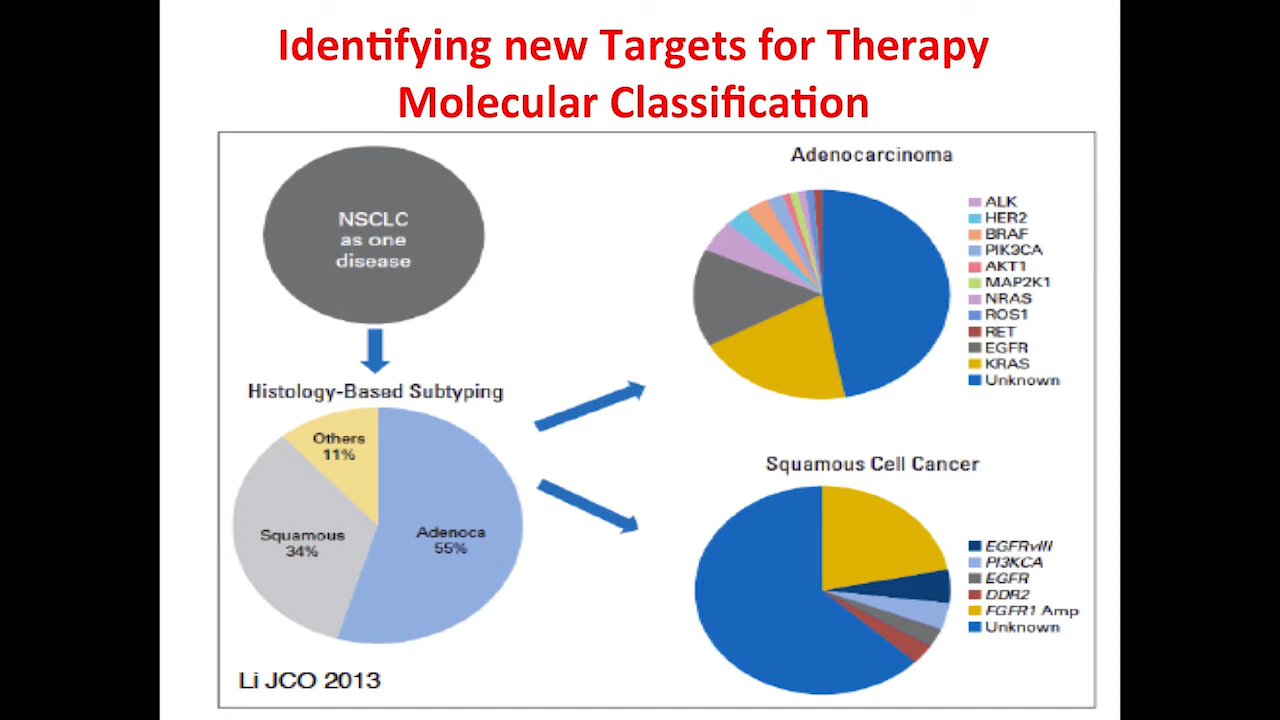 Identifying new Targets for Therapy
Molecular Classification
NSCLC
as one
disease
Histology-Based Subtyping
Others
11%
Squamous
34%
Adenoca
55%
Li JCO 2013
Adenocarcinoma
ALK
HER2
BRAF
PIK3CA
AKT1
MAP2K1
NRAS
ROS1
RET
EGFR
KRAS
Unknown
Squamous Cell Cancer
EGFRvIII
PI3KCA
EGFR
DDR2
FGFR1 Amp
Unknown